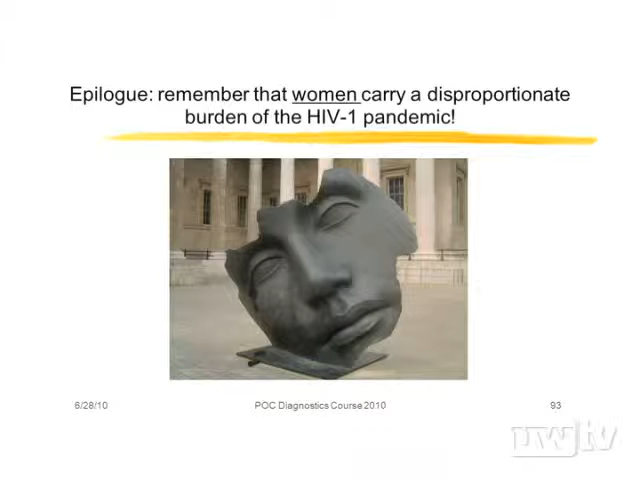 Epilogue: remember that women carry a disproportionate
burden of the HIV-1 pandemic!
6/28/10 POC Diagnostics Course 2010 93
uwtv